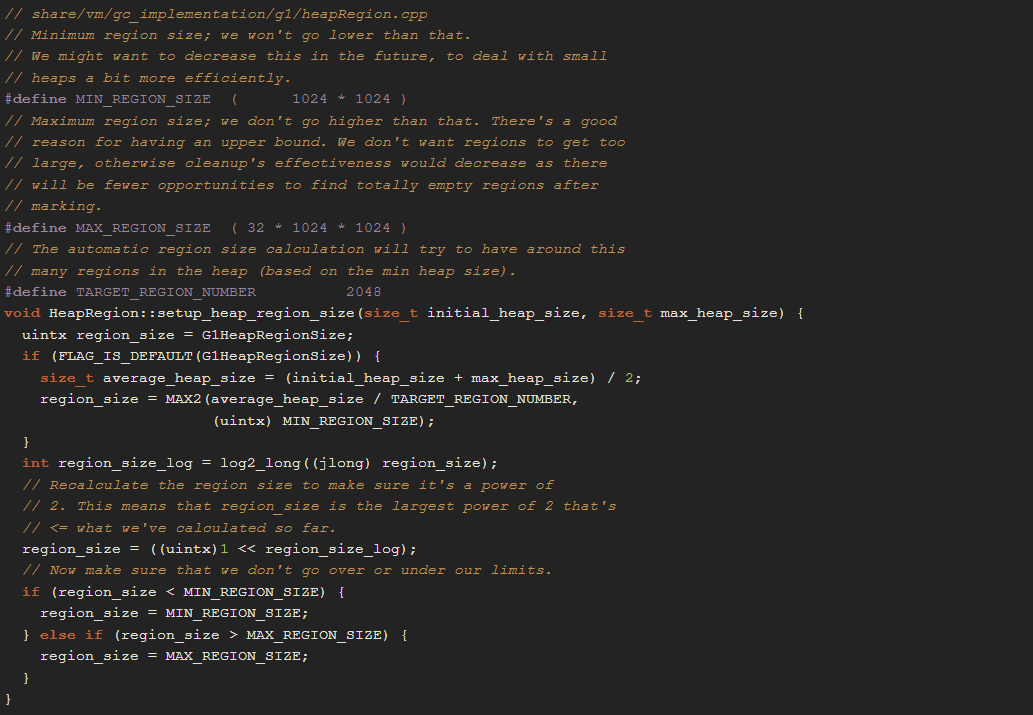 // share/vm/gc_implementation/g1/heapRegion.cpp
// Minimum region size; we won't go lower than that.
// We might want to decrease this in the future, to deal with small
// heaps a bit more efficiently.
#define MIN_REGION_SIZE  (      1024 * 1024 )
// Maximum region size; we don't go higher than that. There's a good
// reason for having an upper bound. We don't want regions to get too
// large, otherwise cleanup's effectiveness would decrease as there
// will be fewer opportunities to find totally empty regions after
// marking.
#define MAX_REGION_SIZE  ( 32 * 1024 * 1024 )
// The automatic region size calculation will try to have around this
// many regions in the heap (based on the min heap size).
#define TARGET_REGION_NUMBER          2048
void HeapRegion::setup_heap_region_size(size_t initial_heap_size, size_t max_heap_size) {
  uintx region_size = G1HeapRegionSize;
  if (FLAG_IS_DEFAULT(G1HeapRegionSize)) {
    size_t average_heap_size = (initial_heap_size + max_heap_size) / 2;
    region_size = MAX2(average_heap_size / TARGET_REGION_NUMBER,
                       (uintx) MIN_REGION_SIZE);
  }
  int region_size_log = log2_long((jlong) region_size);
  // Recalculate the region size to make sure it's a power of
  // 2. This means that region_size is the largest power of 2 that's
  // <= what we've calculated so far.
  region_size = ((uintx)1 << region_size_log);
  // Now make sure that we don't go over or under our limits.
  if (region_size < MIN_REGION_SIZE) {
    region_size = MIN_REGION_SIZE;
  } else if (region_size > MAX_REGION_SIZE) {
    region_size = MAX_REGION_SIZE;
  }
}